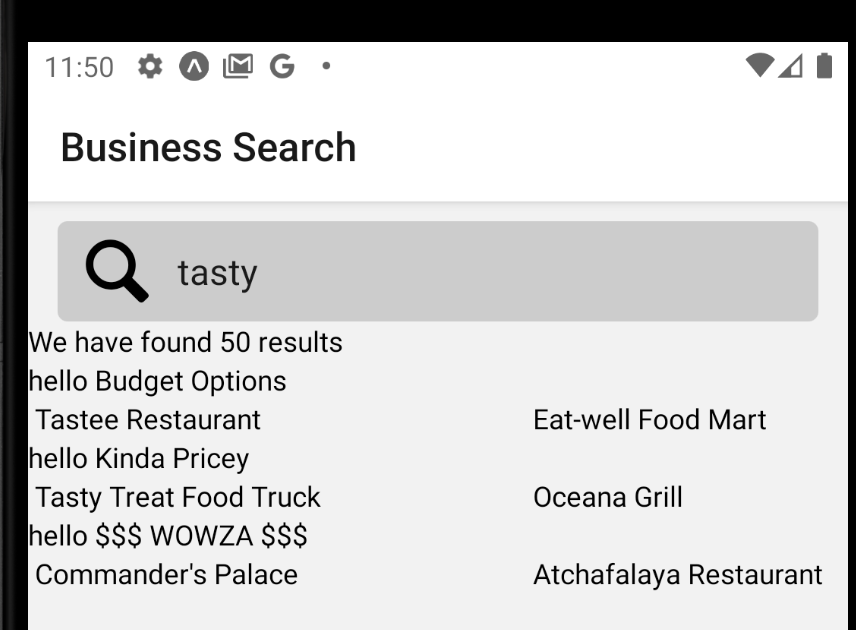 11:50
Business Search
tasty
We have found 50 results
hello Budget Options
Tastee Restaurant Eat-well Food Mart
hello Kinda Pricey
Tasty Treat Food Truck Oceana Grill
hello $$$ WOWZA $$$
Commander's Palace Atchafalaya Restaurant